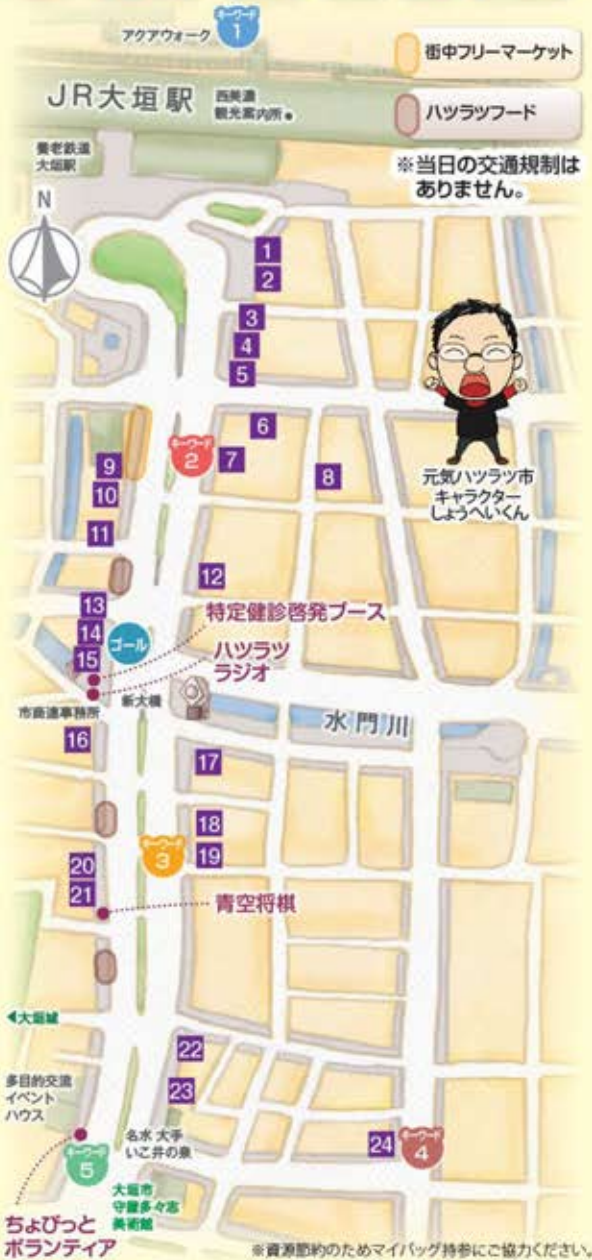 アクアウォーク
キーワード
1
街中フリーマーケット
JR大垣駅
西美濃
観光案内所
ハツラツフード
養老鉄道
大垣駅
※当日の交通規制は
ありません。
N
1
2
3
4
5
6
キーワード
2
7
8
元気ハツラツ市
キャラクター
しょうへいくん
9
10
11
12
13
特定健診啓発ブース
14
ゴール
15
ハツラツ
ラジオ
市商連事務所
新大橋
水門川
16
17
18
キーワード
3
19
20
21
青空将棋
◀大垣城
22
多目的交流
イベント
ハウス
23
名水 大手
いこ井の泉
24
キーワード
4
キーワード
5
大垣市
守屋多々志
美術館
ちょびっと
ボランティア
※資源節約のためマイバッグ持参にご協力ください。